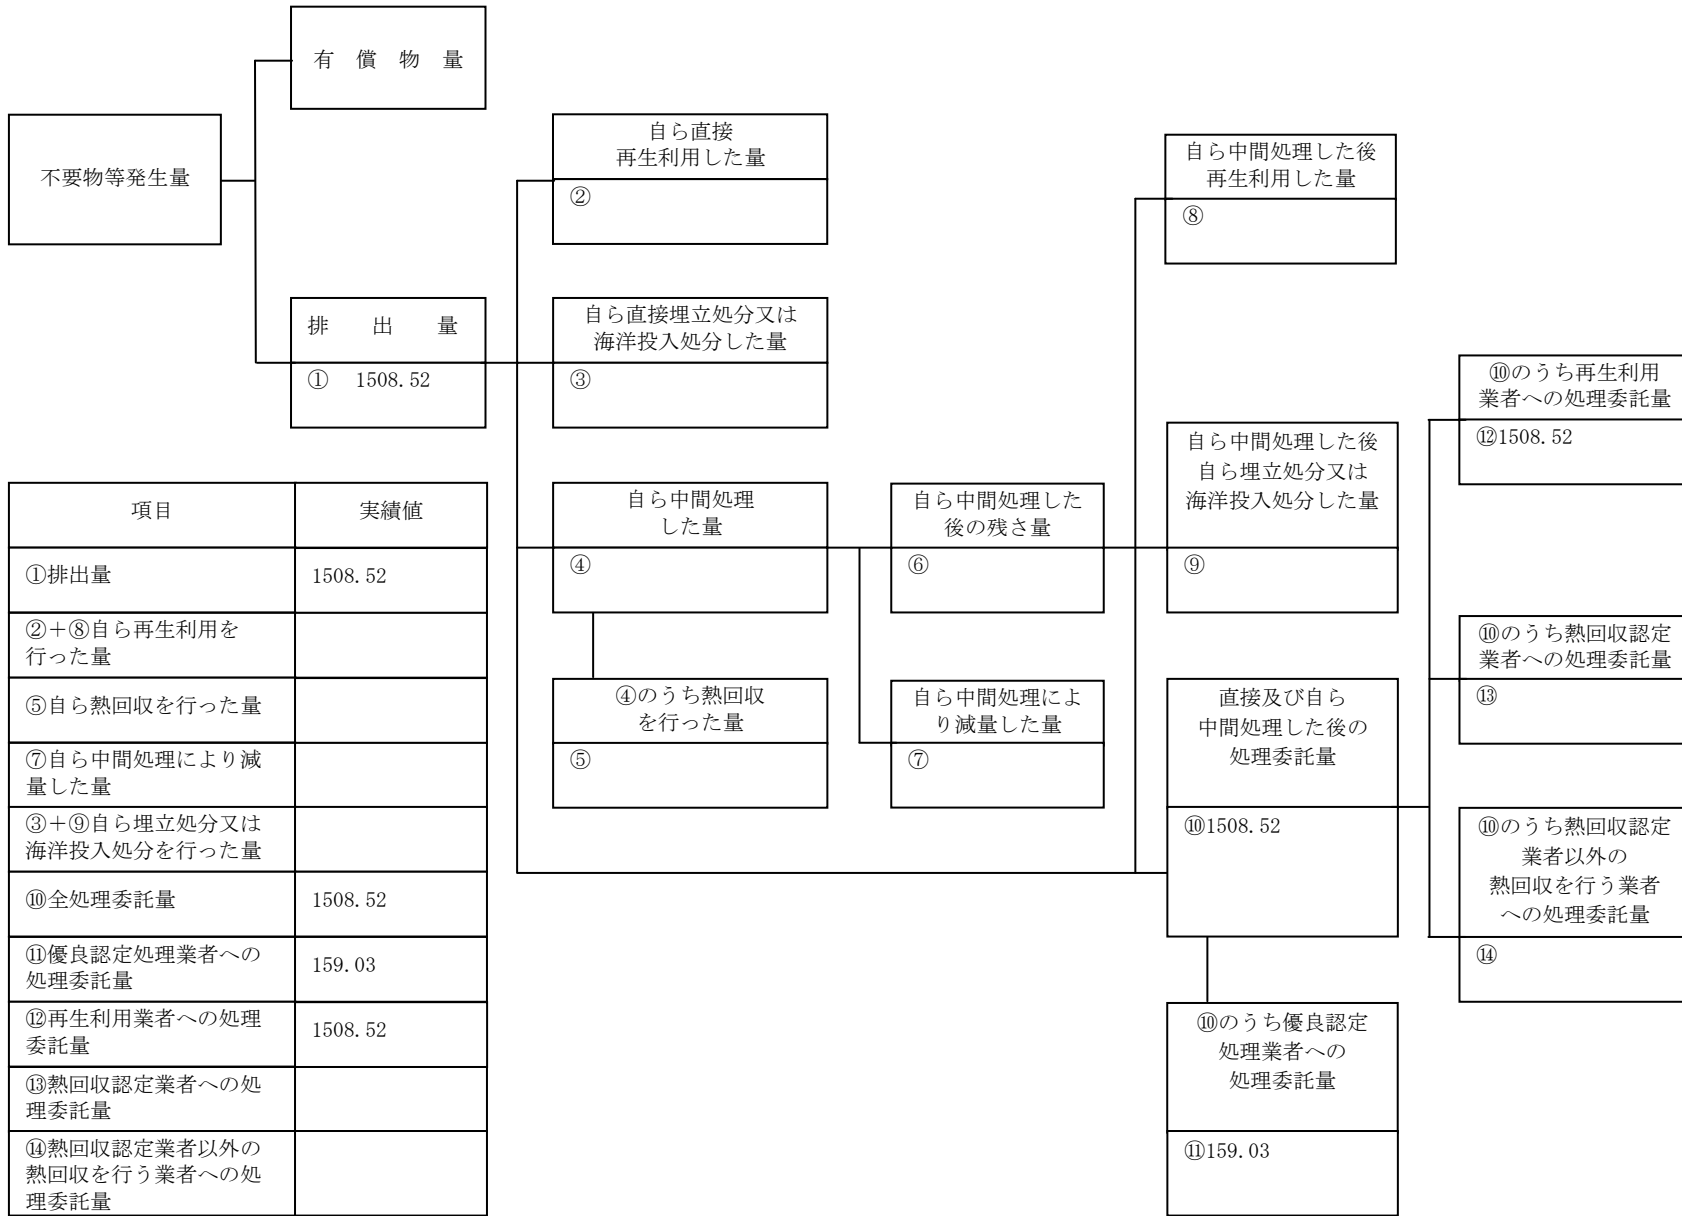 有　償　物　量
不要物等発生量
排　出　量
①　1508.52
自ら直接
再生利用した量
②
自ら直接埋立処分又は
海洋投入処分した量
③
自ら中間処理
した量
④
④のうち熱回収
を行った量
⑤
自ら中間処理した
後の残さ量
⑥
自ら中間処理によ
り減量した量
⑦
自ら中間処理した後
再生利用した量
⑧
自ら中間処理した後
自ら埋立処分又は
海洋投入処分した量
⑨
直接及び自ら
中間処理した後の
処理委託量
⑩1508.52
⑩のうち優良認定
処理業者への
処理委託量
⑪159.03
⑩のうち再生利用
業者への処理委託量
⑫1508.52
⑩のうち熱回収認定
業者への処理委託量
⑬
⑩のうち熱回収認定
業者以外の
熱回収を行う業者
への処理委託量
⑭
項目　実績値
①排出量　1508.52
②＋⑧自ら再生利用を
行った量
⑤自ら熱回収を行った量
⑦自ら中間処理により減
量した量
③＋⑨自ら埋立処分又は
海洋投入処分を行った量
⑩全処理委託量　1508.52
⑪優良認定処理業者への
処理委託量　159.03
⑫再生利用業者への処理
委託量　1508.52
⑬熱回収認定業者への処
理委託量
⑭熱回収認定業者以外の
熱回収を行う業者への処
理委託量